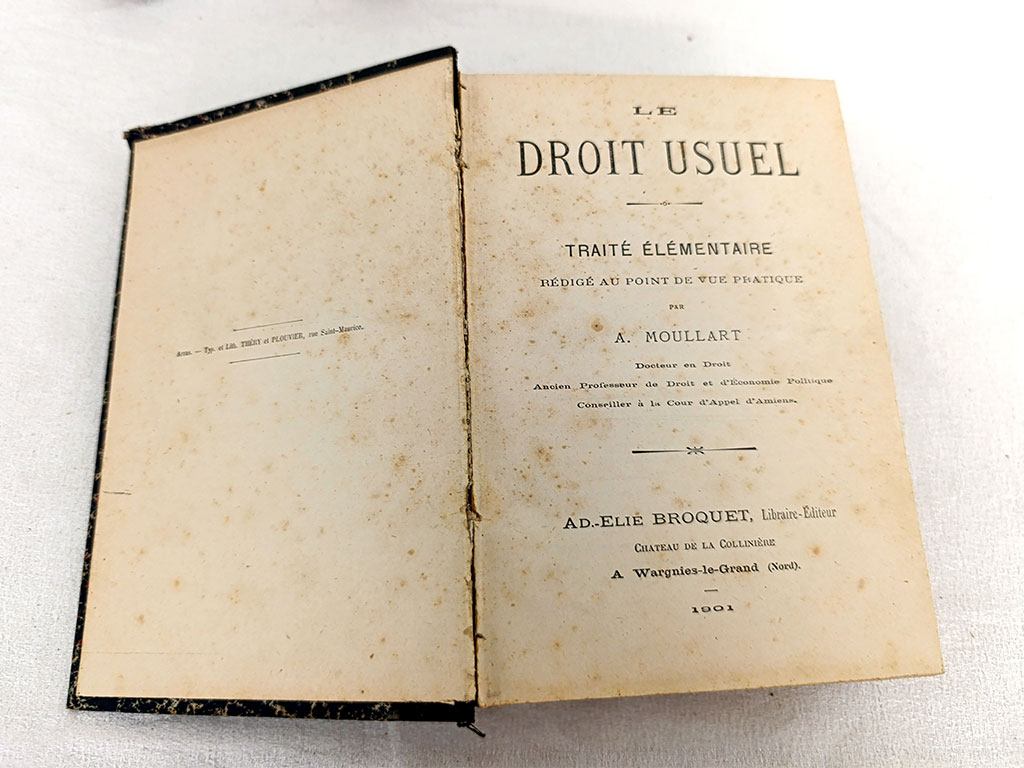 Arras. — Typ. et Lith. THÉRY et PLOUVIER, rue Saint-Maurice.
LE
DROIT USUEL
TRAITÉ ÉLÉMENTAIRE
RÉDIGÉ AU POINT DE VUE PRATIQUE
PAR
A. MOULLART
Docteur en Droit
Ancien Professeur de Droit et d'Économie Politique
Conseiller à la Cour d'Appel d'Amiens.
AD.-ELIE BROQUET, Libraire-Éditeur
CHATEAU DE LA COLLINIÈRE
A Wargnies-le-Grand (Nord).
1901